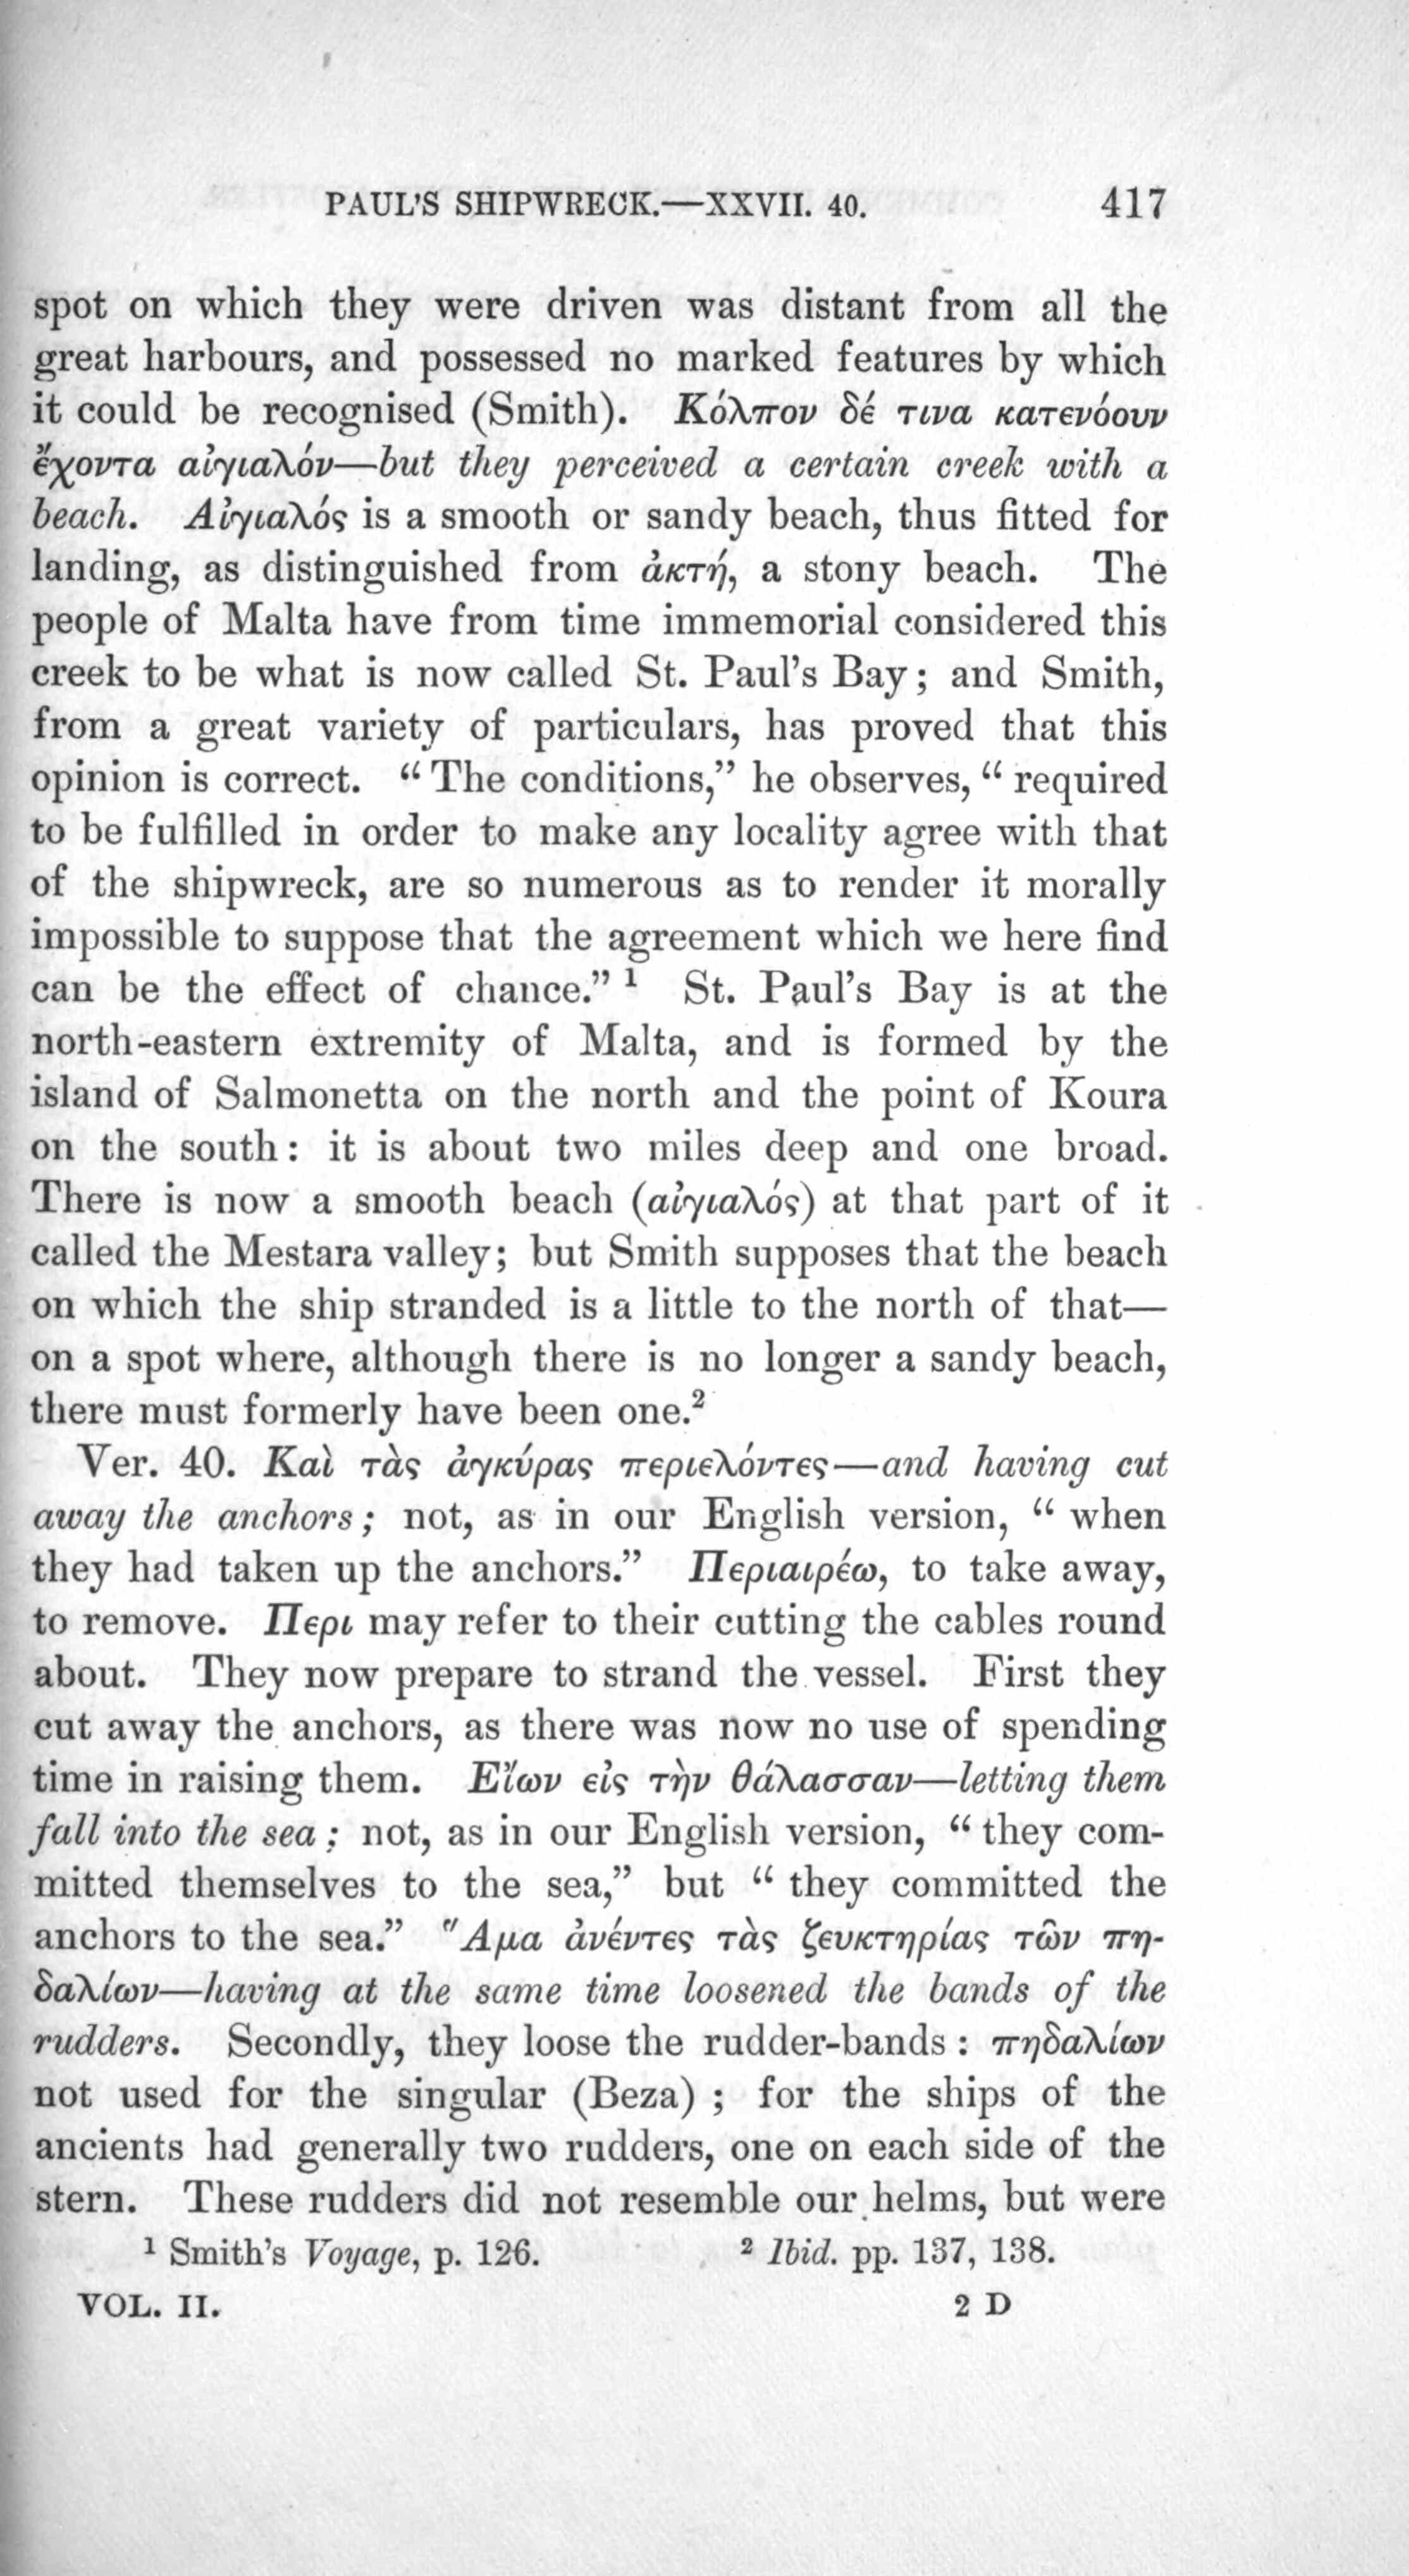 PAUL'S SHIPWRECK.—XXVII. 40. 417
spot on which they were driven was distant from all the
great harbours, and possessed no marked features by which
it could be recognised (Smith). Κόλπον δέ τινα κατενόουν
ἔχοντα αἰγιαλόν—but they perceived a certain creek with a
beach. Αἰγιαλός is a smooth or sandy beach, thus fitted for
landing, as distinguished from ἀκτή, a stony beach. The
people of Malta have from time immemorial considered this
creek to be what is now called St. Paul's Bay; and Smith,
from a great variety of particulars, has proved that this
opinion is correct. “The conditions,” he observes, “required
to be fulfilled in order to make any locality agree with that
of the shipwreck, are so numerous as to render it morally
impossible to suppose that the agreement which we here find
can be the effect of chance.” ¹ St. Paul's Bay is at the
north-eastern extremity of Malta, and is formed by the
island of Salmonetta on the north and the point of Koura
on the south: it is about two miles deep and one broad.
There is now a smooth beach (αἰγιαλός) at that part of it
called the Mestara valley; but Smith supposes that the beach
on which the ship stranded is a little to the north of that—
on a spot where, although there is no longer a sandy beach,
there must formerly have been one.²
Ver. 40. Καὶ τὰς ἀγκύρας περιελόντες—and having cut
away the anchors; not, as in our English version, “when
they had taken up the anchors.” Περιαιρέω, to take away,
to remove. Περι may refer to their cutting the cables round
about. They now prepare to strand the vessel. First they
cut away the anchors, as there was now no use of spending
time in raising them. Εἴων εἰς τὴν θάλασσαν—letting them
fall into the sea; not, as in our English version, “they com-
mitted themselves to the sea,” but “they committed the
anchors to the sea.” Ἅμα ἀνέντες τὰς ζευκτηρίας τῶν πη-
δαλίων—having at the same time loosened the bands of the
rudders. Secondly, they loose the rudder-bands: πηδαλίων
not used for the singular (Beza); for the ships of the
ancients had generally two rudders, one on each side of the
stern. These rudders did not resemble our helms, but were
¹ Smith's Voyage, p. 126. ² Ibid. pp. 137, 138.
VOL. II. 2 D